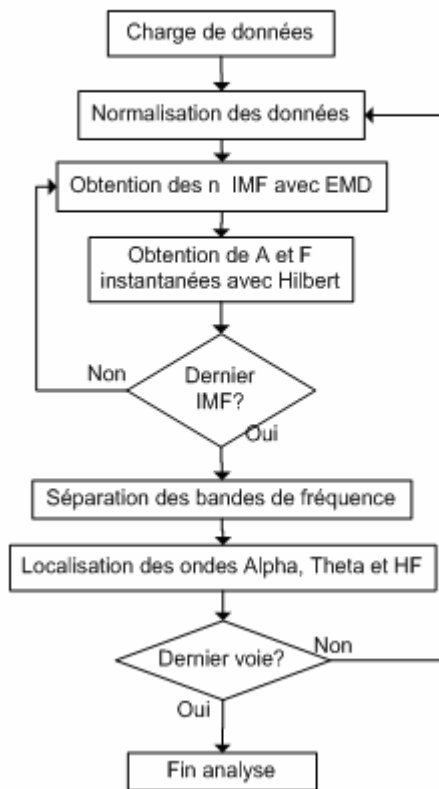 Charge de données
Normalisation des données
Obtention des n IMF avec EMD
Obtention de A et F
instantanées avec Hilbert
Non
Dernier
IMF?
Oui
Séparation des bandes de fréquence
Localisation des ondes Alpha, Theta et HF
Dernier voie?
Non
Oui
Fin analyse